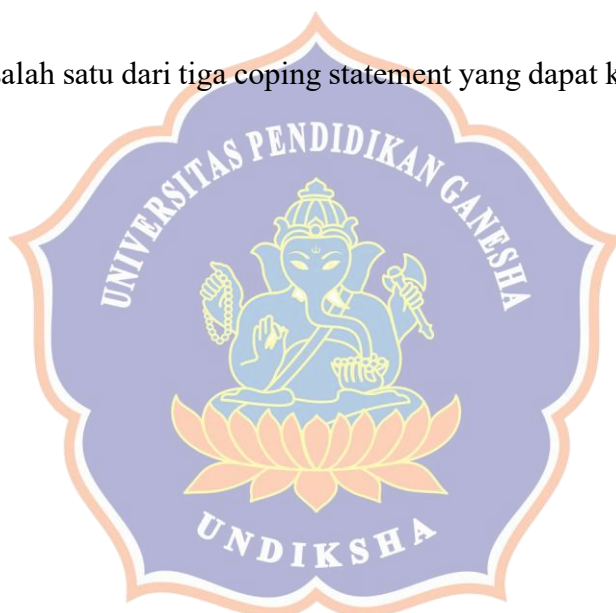 alah satu dari tiga coping statement yang dapat k
UNIVERSITAS PENDIDIKAN GANESHA
UNDIKSHA